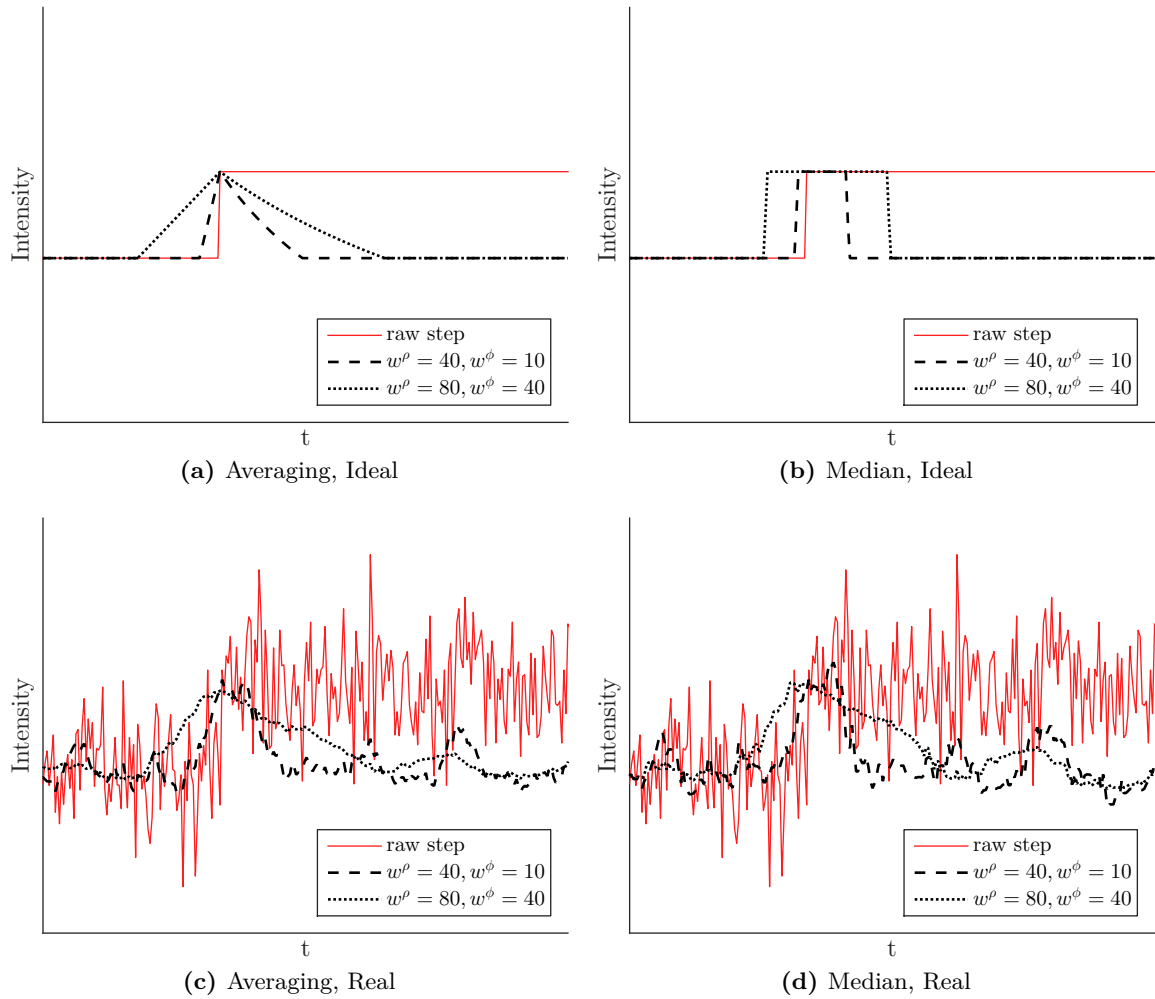 Intensity
raw step
w^ρ = 40, w^ϕ = 10
w^ρ = 80, w^ϕ = 40
t
(a) Averaging, Ideal
Intensity
raw step
w^ρ = 40, w^ϕ = 10
w^ρ = 80, w^ϕ = 40
t
(b) Median, Ideal
Intensity
raw step
w^ρ = 40, w^ϕ = 10
w^ρ = 80, w^ϕ = 40
t
(c) Averaging, Real
Intensity
raw step
w^ρ = 40, w^ϕ = 10
w^ρ = 80, w^ϕ = 40
t
(d) Median, Real